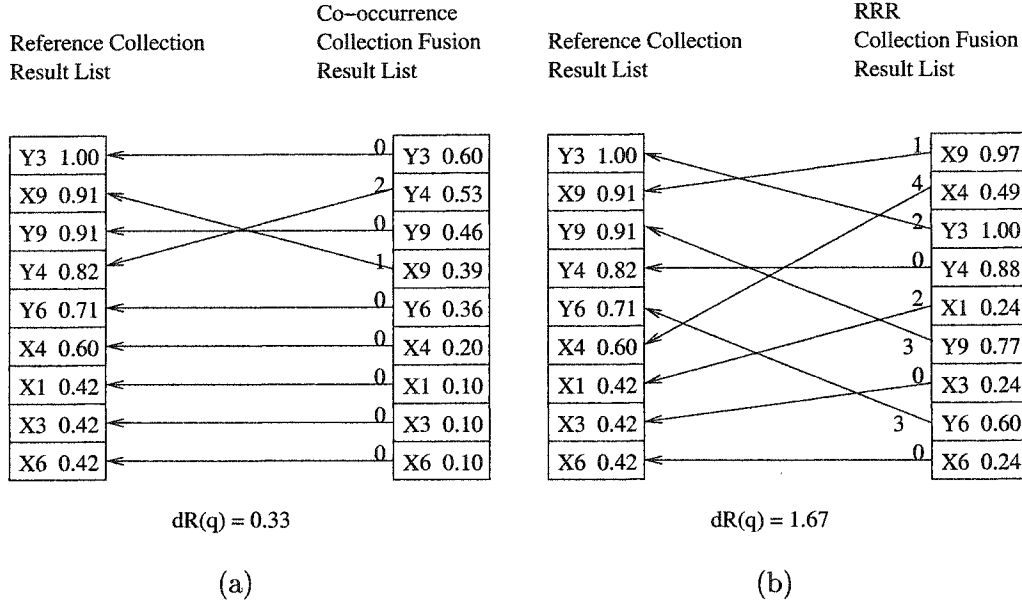 Reference Collection
Result List
Co-occurrence
Collection Fusion
Result List
Y3 1.00
X9 0.91
Y9 0.91
Y4 0.82
Y6 0.71
X4 0.60
X1 0.42
X3 0.42
X6 0.42
0
2
0
1
0
0
0
0
0
Y3 0.60
Y4 0.53
Y9 0.46
X9 0.39
Y6 0.36
X4 0.20
X1 0.10
X3 0.10
X6 0.10
dR(q) = 0.33
(a)
Reference Collection
Result List
RRR
Collection Fusion
Result List
Y3 1.00
X9 0.91
Y9 0.91
Y4 0.82
Y6 0.71
X4 0.60
X1 0.42
X3 0.42
X6 0.42
1
4
2
0
2
3
0
3
0
X9 0.97
X4 0.49
Y3 1.00
Y4 0.88
X1 0.24
Y9 0.77
X3 0.24
Y6 0.60
X6 0.24
dR(q) = 1.67
(b)